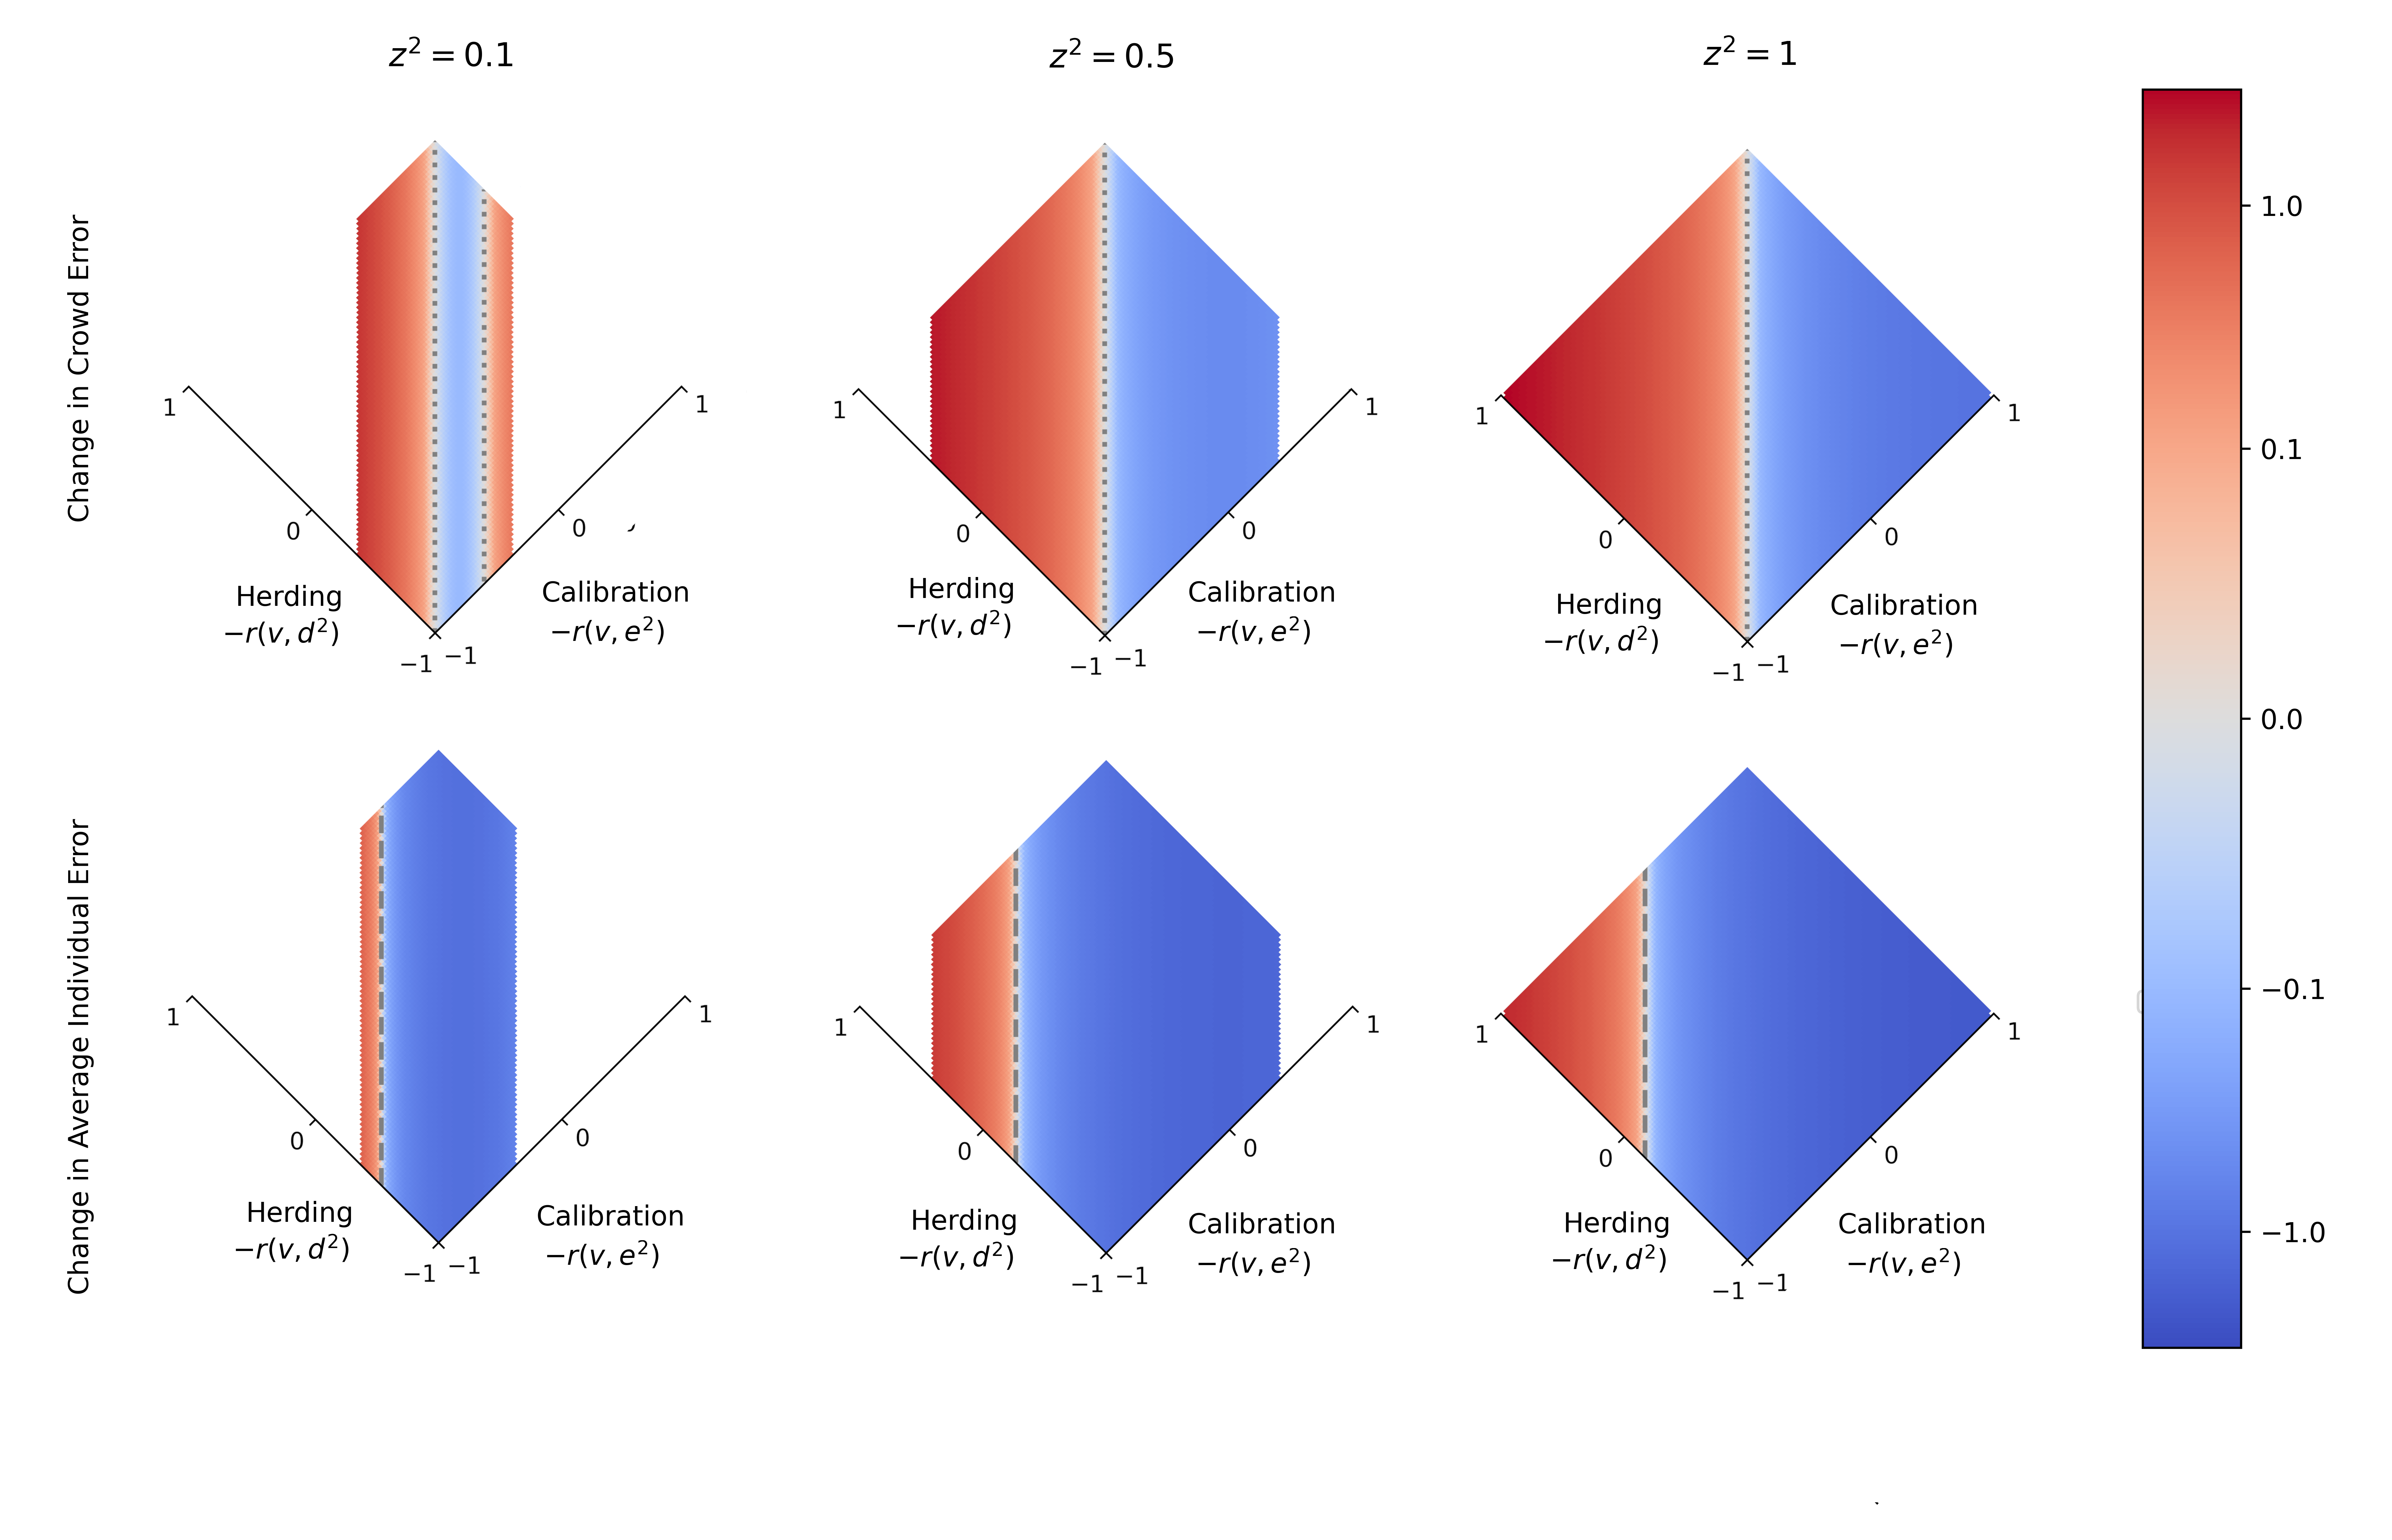 z² = 0.1
z² = 0.5
z² = 1
Change in Crowd Error
1
0
Herding
−r(v, d²)
−1
−1
Calibration
−r(v, e²)
0
1
1
0
Herding
−r(v, d²)
−1
−1
Calibration
−r(v, e²)
0
1
1
0
Herding
−r(v, d²)
−1
−1
Calibration
−r(v, e²)
0
1
Change in Average Individual Error
1
0
Herding
−r(v, d²)
−1
−1
Calibration
−r(v, e²)
0
1
1
0
Herding
−r(v, d²)
−1
−1
Calibration
−r(v, e²)
0
1
1
0
Herding
−r(v, d²)
−1
−1
Calibration
−r(v, e²)
0
1
1.0
0.1
0.0
−0.1
−1.0